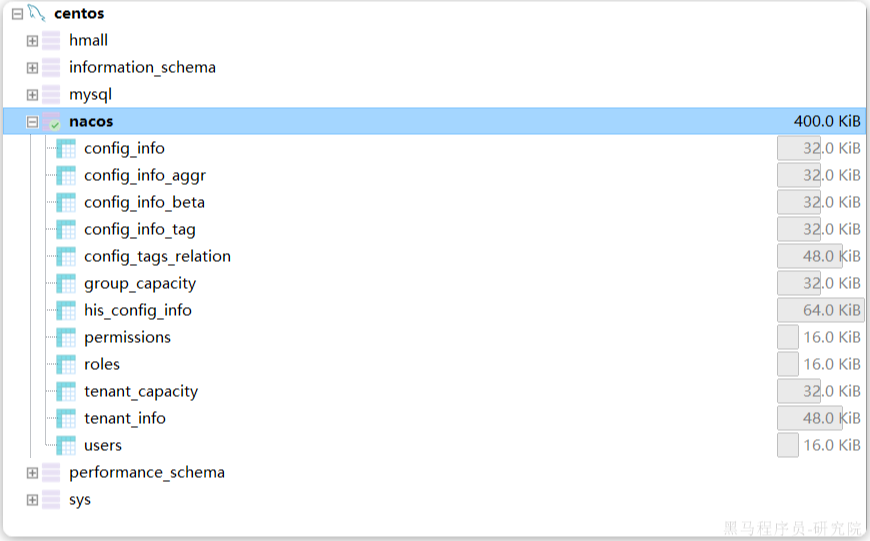 centos
hmall
information_schema
mysql
nacos 400.0 KiB
config_info 32.0 KiB
config_info_aggr 32.0 KiB
config_info_beta 32.0 KiB
config_info_tag 32.0 KiB
config_tags_relation 48.0 KiB
group_capacity 32.0 KiB
his_config_info 64.0 KiB
permissions 16.0 KiB
roles 16.0 KiB
tenant_capacity 32.0 KiB
tenant_info 48.0 KiB
users 16.0 KiB
performance_schema
sys
黑马程序员-研究院